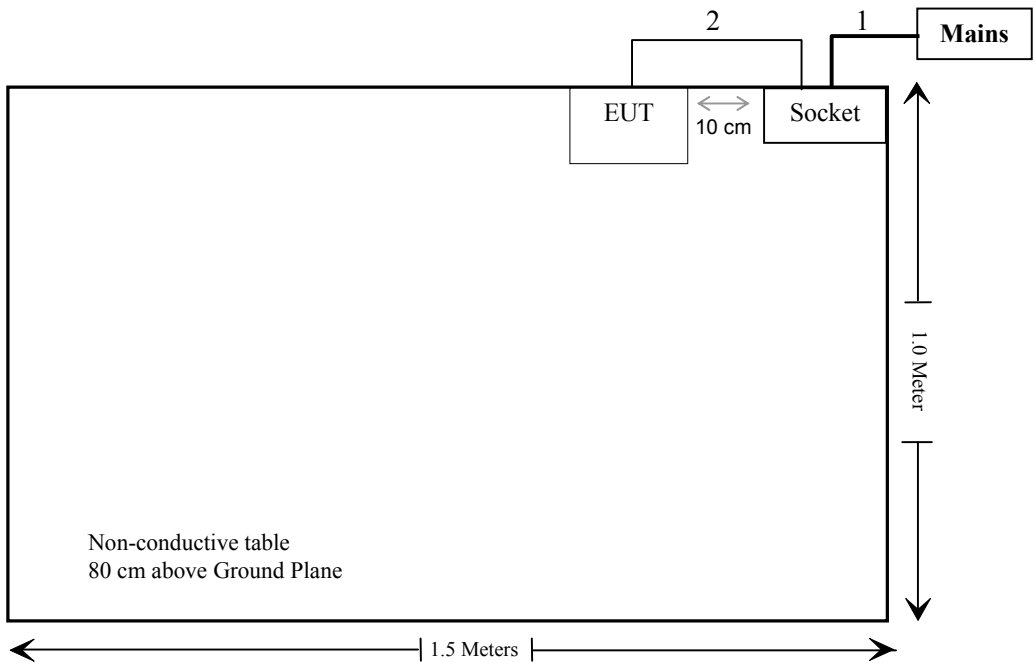 2
1
Mains
EUT
10 cm
Socket
1.0 Meter
Non-conductive table
80 cm above Ground Plane
1.5 Meters